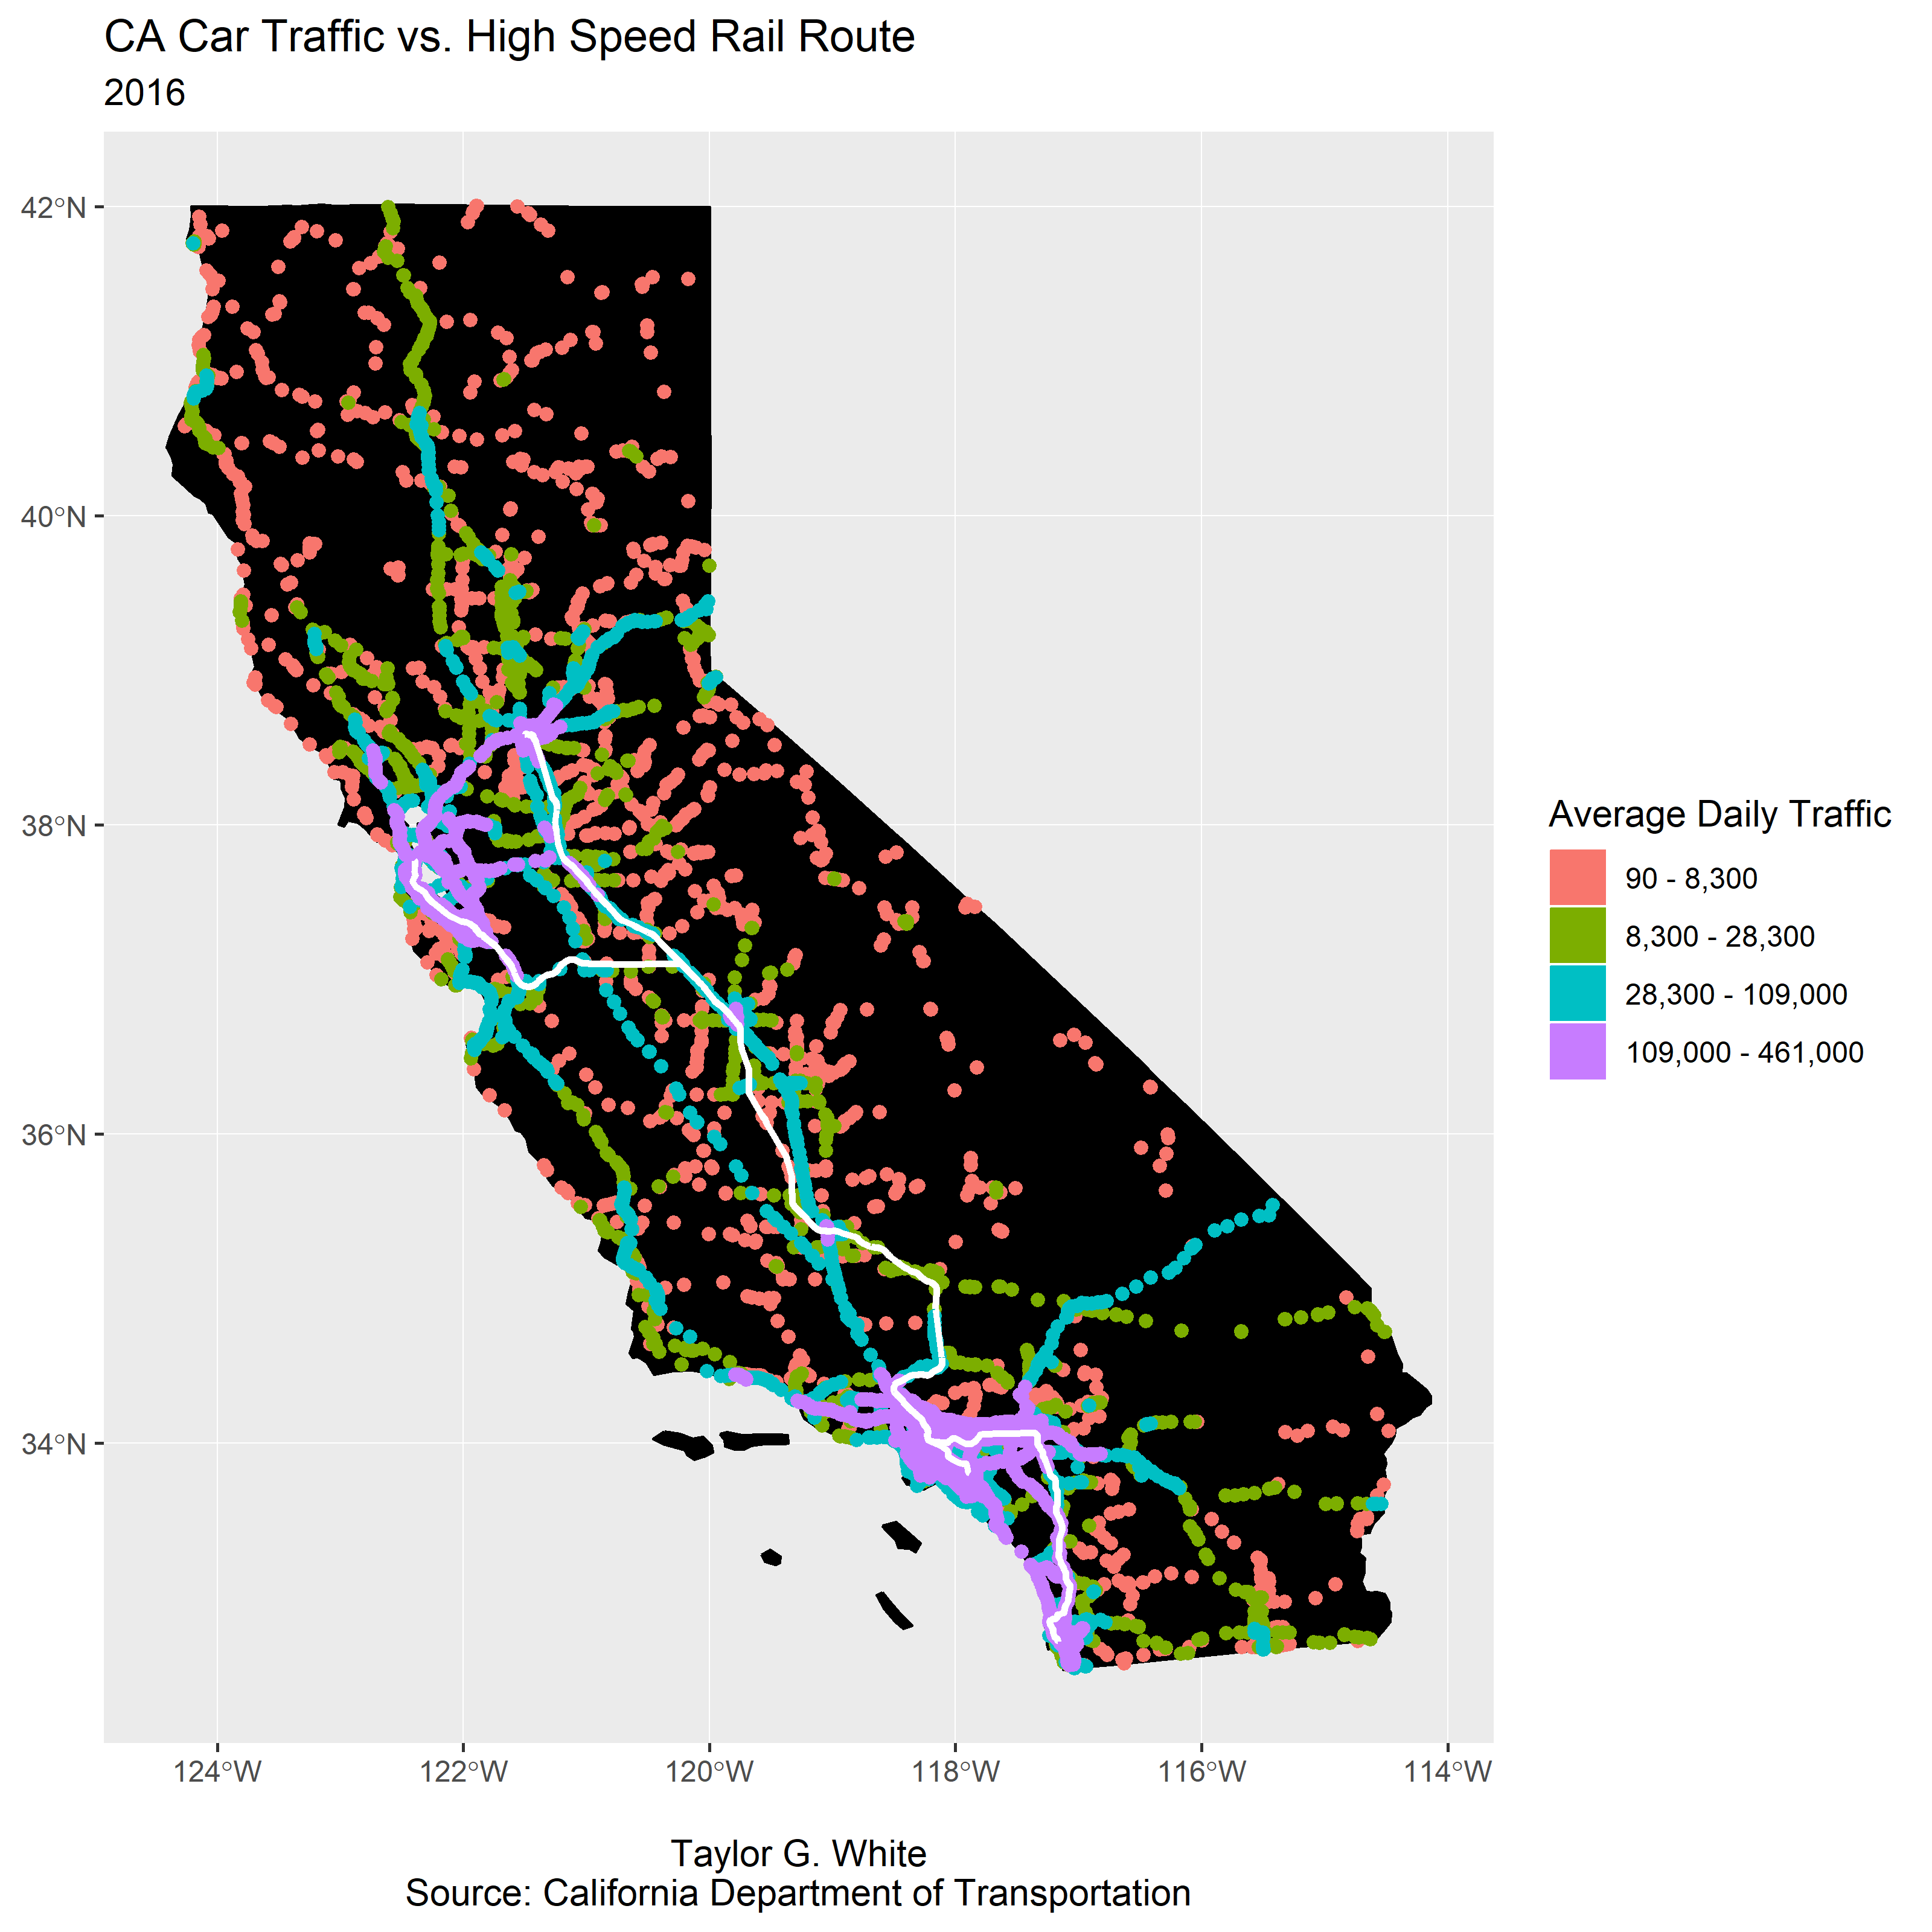 CA Car Traffic vs. High Speed Rail Route
2016
42°N
40°N
38°N
36°N
34°N
124°W
122°W
120°W
118°W
116°W
114°W
Average Daily Traffic
90 - 8,300
8,300 - 28,300
28,300 - 109,000
109,000 - 461,000
Taylor G. White
Source: California Department of Transportation